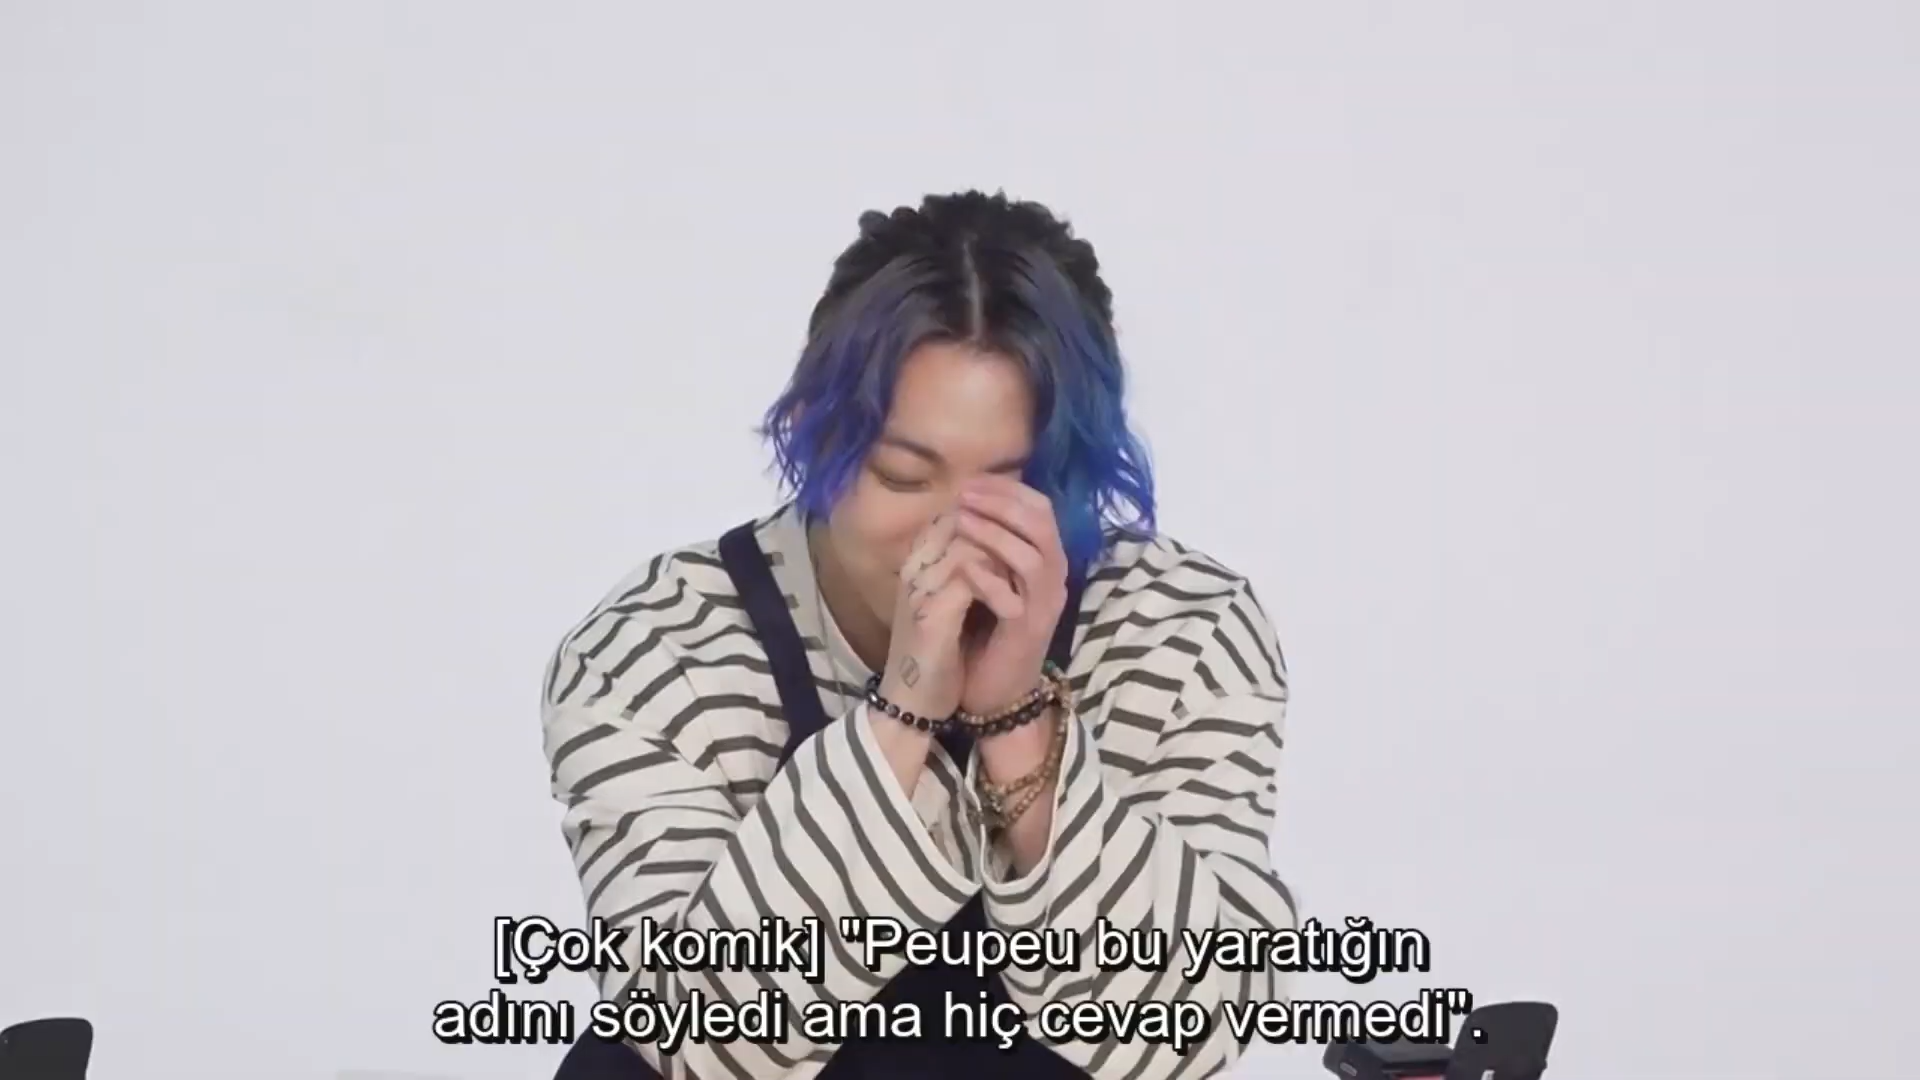 [Çok komik] "Peupeu bu yaratığın
adını söyledi ama hiç cevap vermedi".